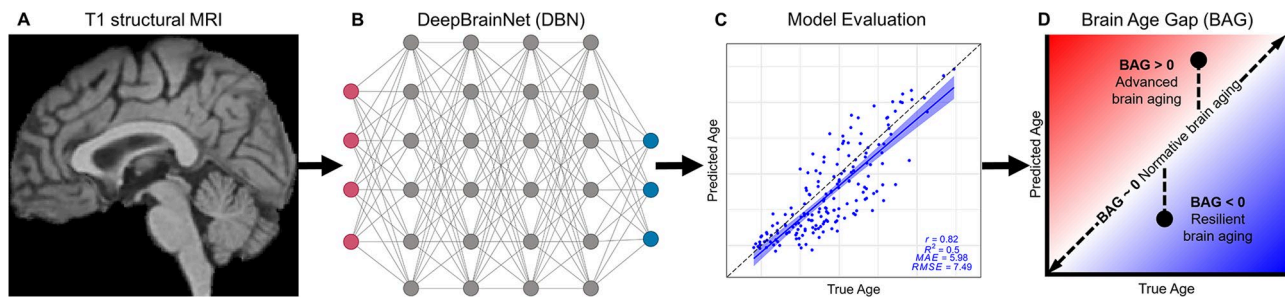 A
T1 structural MRI
B
DeepBrainNet (DBN)
C
Model Evaluation
Predicted Age
r = 0.82
R² = 0.5
MAE = 5.98
RMSE = 7.49
True Age
D
Brain Age Gap (BAG)
Predicted Age
BAG > 0
Advanced
brain aging
BAG ~ 0 Normative brain aging
BAG < 0
Resilient
brain aging
True Age